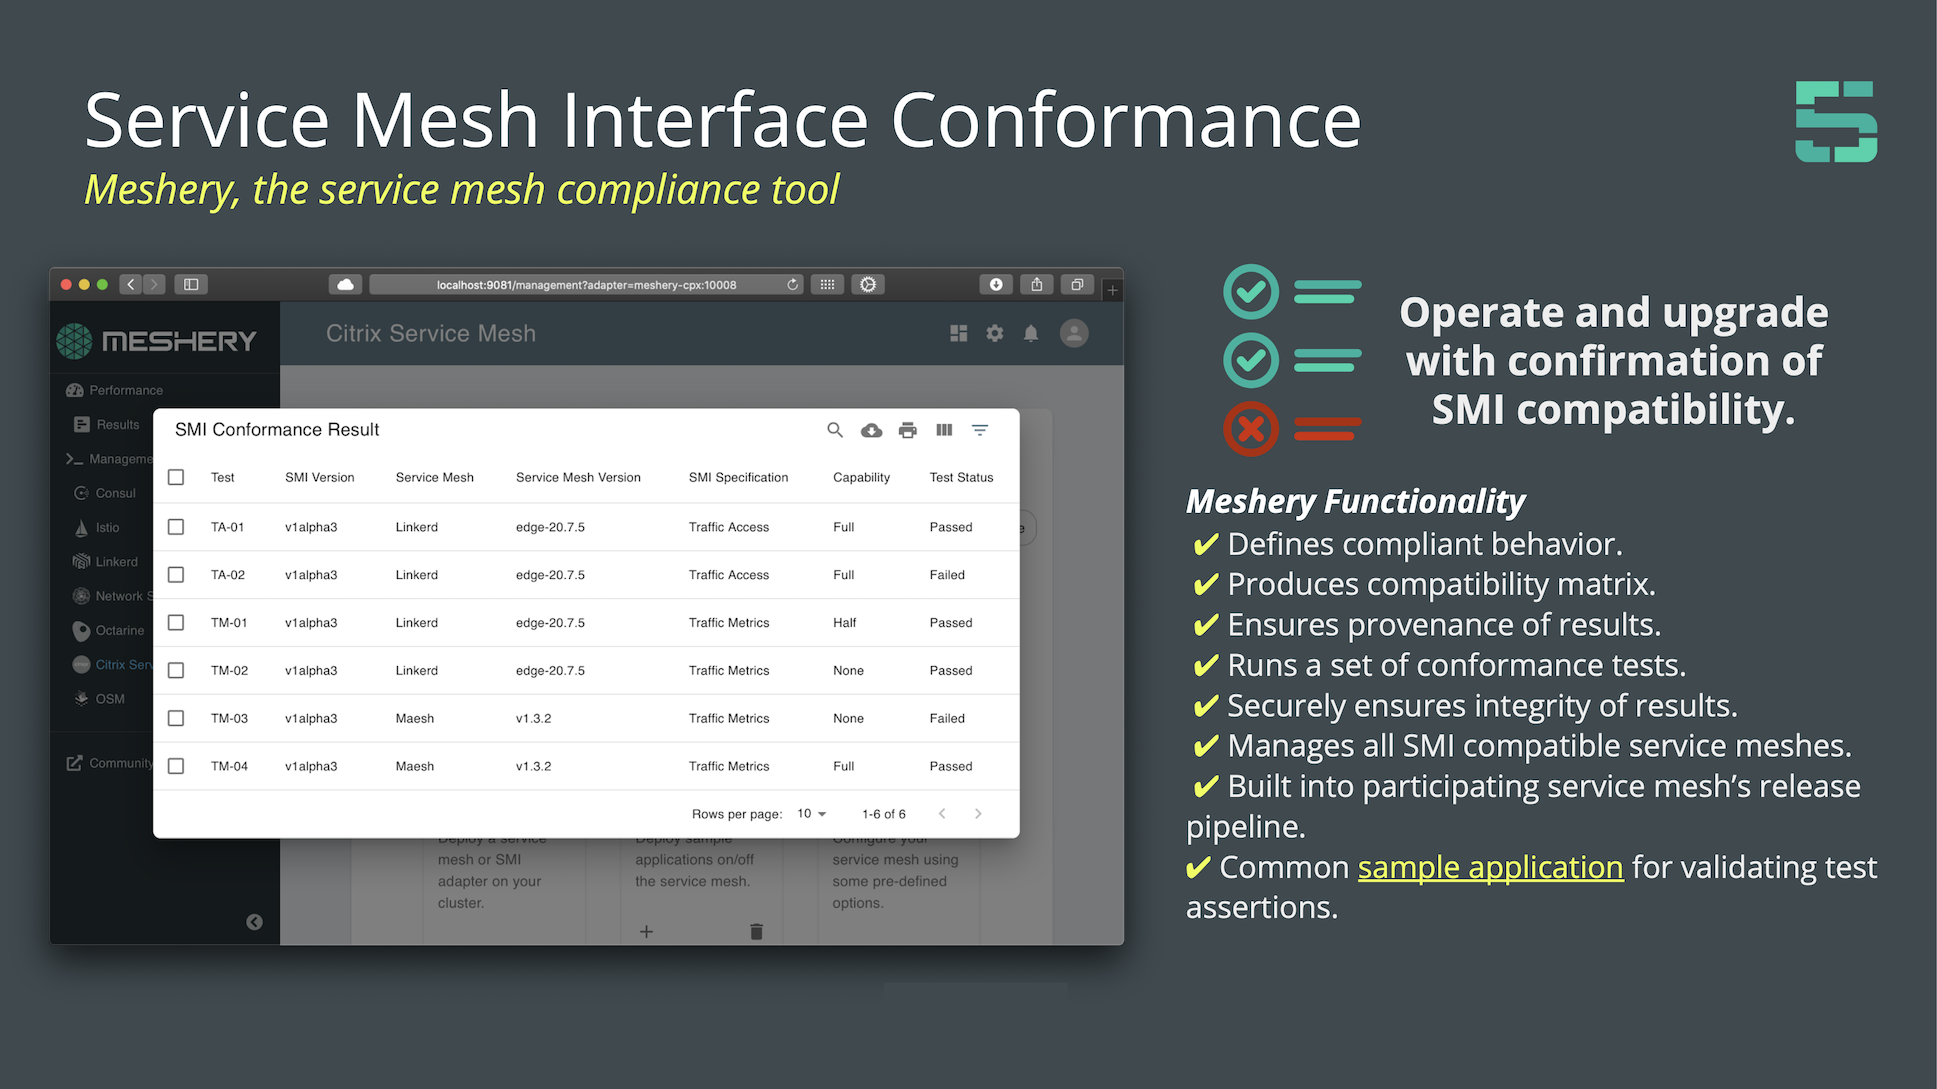 Service Mesh Interface Conformance
Meshery, the service mesh compliance tool
localhost:9081/management?adapter=meshery-cpx:10008
MESHERY
Citrix Service Mesh
Performance
Results
Manageme
Consul
Istio
Linkerd
Network S
Octarine
Citrix Serv
OSM
Community
SMI Conformance Result
Test SMI Version Service Mesh Service Mesh Version SMI Specification Capability Test Status
TA-01 v1alpha3 Linkerd edge-20.7.5 Traffic Access Full Passed
TA-02 v1alpha3 Linkerd edge-20.7.5 Traffic Access Full Failed
TM-01 v1alpha3 Linkerd edge-20.7.5 Traffic Metrics Half Passed
TM-02 v1alpha3 Linkerd edge-20.7.5 Traffic Metrics None Passed
TM-03 v1alpha3 Maesh v1.3.2 Traffic Metrics None Failed
TM-04 v1alpha3 Maesh v1.3.2 Traffic Metrics Full Passed
Rows per page: 10 1-6 of 6
Deploy a service
mesh or SMI
adapter on your
cluster.
Deploy sample
applications on/off
the service mesh.
Configure your
service mesh using
some pre-defined
options.
Operate and upgrade
with confirmation of
SMI compatibility.
Meshery Functionality
✔ Defines compliant behavior.
✔ Produces compatibility matrix.
✔ Ensures provenance of results.
✔ Runs a set of conformance tests.
✔ Securely ensures integrity of results.
✔ Manages all SMI compatible service meshes.
✔ Built into participating service mesh’s release
pipeline.
✔ Common sample application for validating test
assertions.